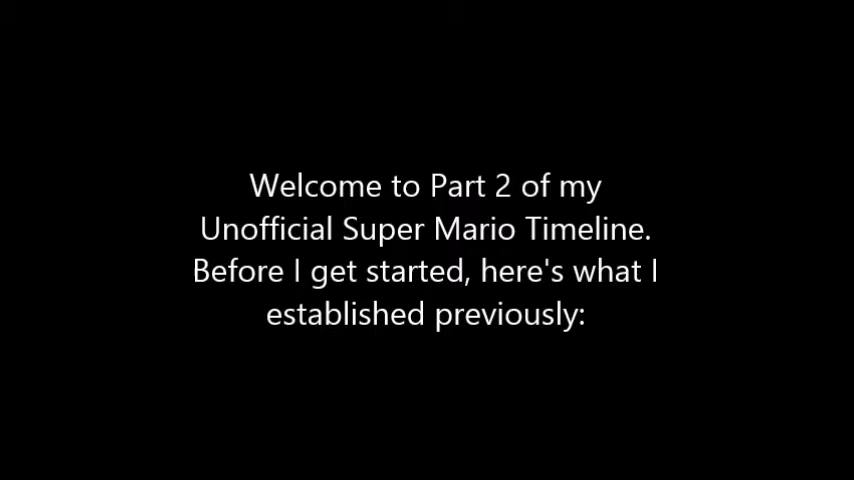 Welcome to Part 2 of my
Unofficial Super Mario Timeline.
Before I get started, here's what I
established previously: